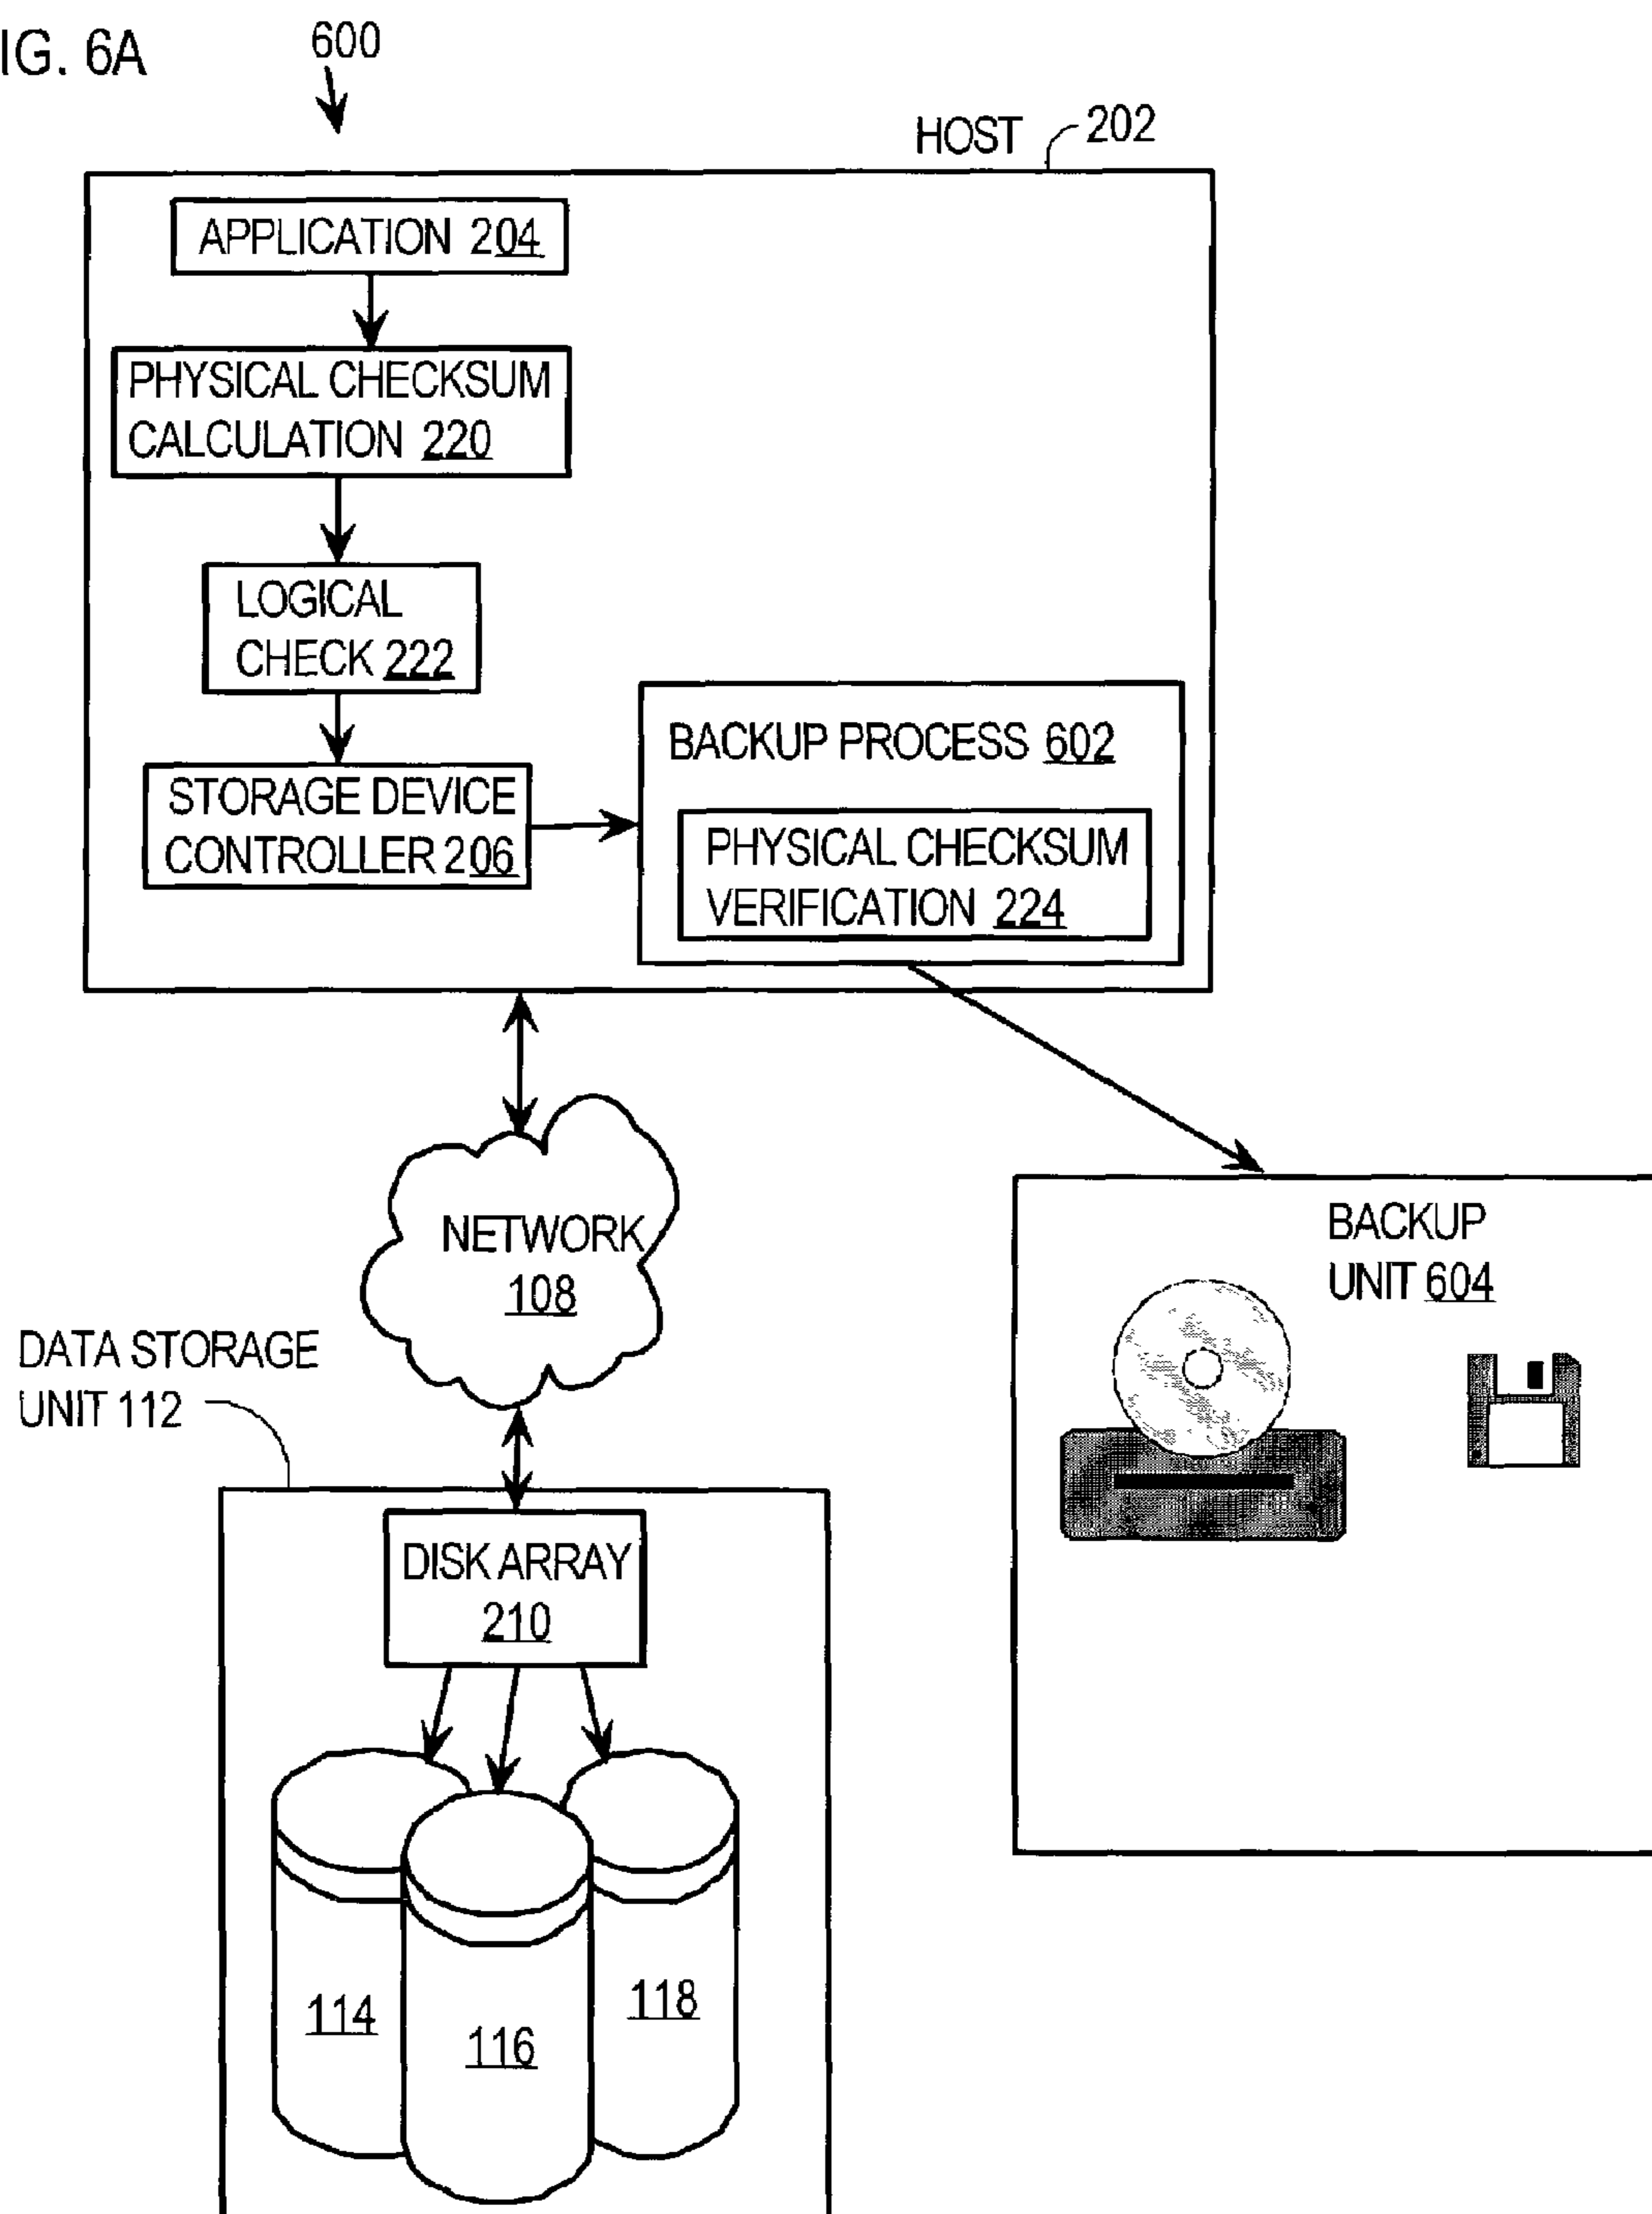 IG. 6A
600
HOST 202
APPLICATION 204
PHYSICAL CHECKSUM
CALCULATION 220
LOGICAL
CHECK 222
STORAGE DEVICE
CONTROLLER 206
BACKUP PROCESS 602
PHYSICAL CHECKSUM
VERIFICATION 224
NETWORK
108
BACKUP
UNIT 604
DATA STORAGE
UNIT 112
DISK ARRAY
210
114
116
118